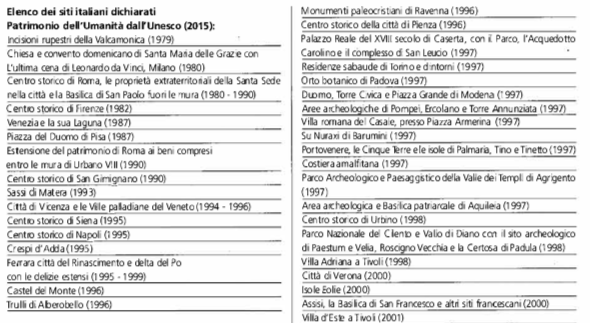 Elenco dei siti italiani dichiarati
Patrimonio dell'Umanità dall'Unesco (2015):
Incisioni rupestri della Valcamonica (1979)
Chiesa e convento domenicano di Santa Maria delle Grazie con
L'ultima cena di Leonardo da Vinci, Milano (1980)
Centro storico di Roma, le proprietà extraterritoriali della Santa Sede
nella città e la Basilica di San Paolo fuori le mura (1980 - 1990)
Centro storico di Firenze (1982)
Venezia e la sua Laguna (1987)
Piazza del Duomo di Pisa (1987)
Estensione del patrimonio di Roma ai beni compresi
entro le mura di Urbano VIII (1990)
Centro storico di San Gimignano (1990)
Sassi di Matera (1993)
Città di Vicenza e le Ville palladiane del Veneto (1994 - 1996)
Centro storico di Siena (1995)
Centro storico di Napoli (1995)
Crespi d'Adda (1995)
Ferrara città del Rinascimento e delta del Po
con le delizie estensi (1995 - 1999)
Castel del Monte (1996)
Trulli di Alberobello (1996)
Monumenti paleocristiani di Ravenna (1996)
Centro storico della città di Pienza (1996)
Palazzo Reale del XVIII secolo di Caserta, con il Parco, l'Acquedotto
Carolino e il complesso di San Leucio (1997)
Residenze sabaude di Torino e dintorni (1997)
Orto botanico di Padova (1997)
Duomo, Torre Civica e Piazza Grande di Modena (1997)
Aree archeologiche di Pompei, Ercolano e Torre Annunziata (1997)
Villa romana del Casale, presso Piazza Armerina (1997)
Su Nuraxi di Barumini (1997)
Portovenere, le Cinque Terre e le isole di Palmaria, Tino e Tinetto (1997)
Costiera amalfitana (1997)
Parco Archeologico e Paesaggistico della Valle dei Templi di Agrigento
(1997)
Area archeologica e Basilica patriarcale di Aquileia (1997)
Centro storico di Urbino (1998)
Parco Nazionale del Cilento e Vallo di Diano con il sito archeologico
di Paestum e Velia, Roscigno Vecchia e la Certosa di Padula (1998)
Villa Adriana a Tivoli (1998)
Città di Verona (2000)
Isole Eolie (2000)
Asssi, la Basilica di San Francesco e altri siti francescani (2000)
Villa d'Este a Tivoli (2001)